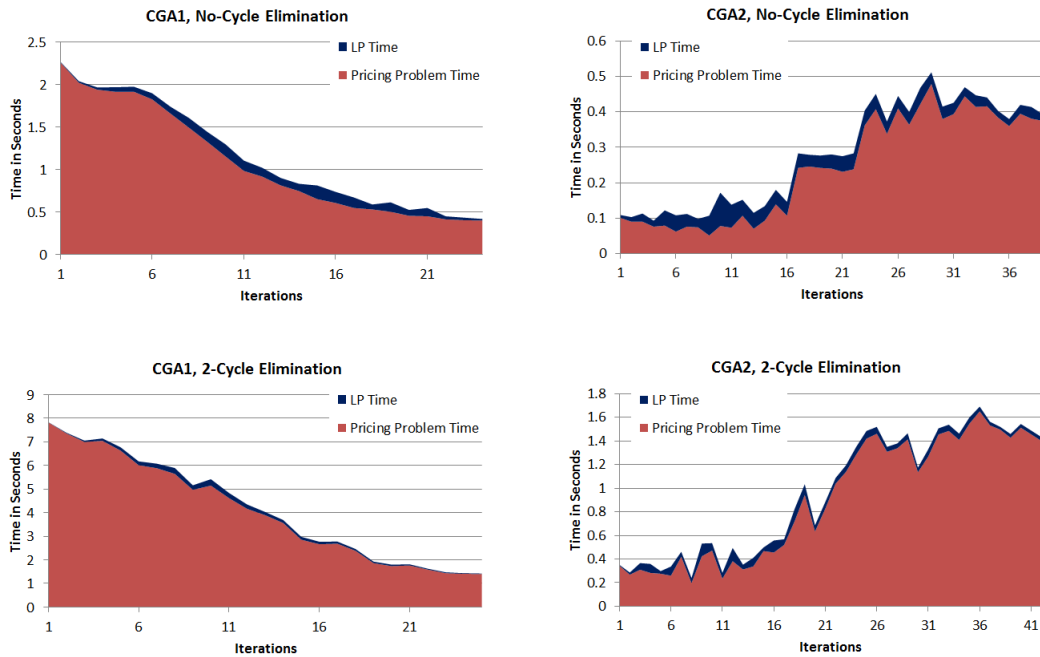 CGA1, No-Cycle Elimination
2.5
2
1.5
1
0.5
0
Time in Seconds
LP Time
Pricing Problem Time
1 6 11 16 21
Iterations
CGA2, No-Cycle Elimination
0.6
0.5
0.4
0.3
0.2
0.1
0
Time in Seconds
LP Time
Pricing Problem Time
1 6 11 16 21 26 31 36
Iterations
CGA1, 2-Cycle Elimination
9
8
7
6
5
4
3
2
1
0
Time in Seconds
LP Time
Pricing Problem Time
1 6 11 16 21
Iterations
CGA2, 2-Cycle Elimination
1.8
1.6
1.4
1.2
1
0.8
0.6
0.4
0.2
0
Time in Seconds
LP Time
Pricing Problem Time
1 6 11 16 21 26 31 36 41
Iterations